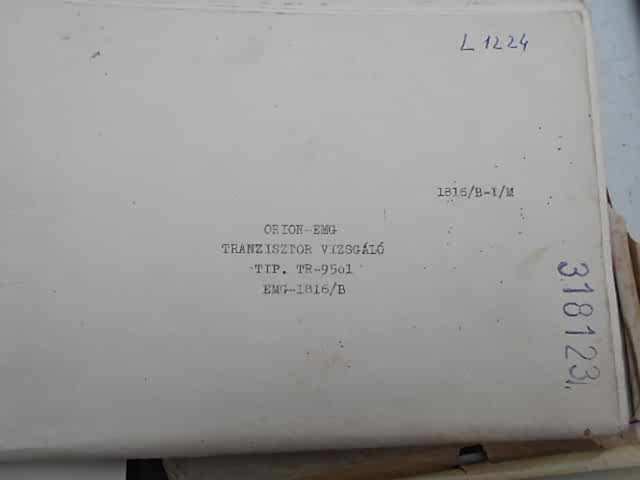 L 1224
1816/B-I/M
ORION-EMG
TRANZISZTOR VIZSGÁLÓ
TIP. TR-9501
EMG-1816/B
318123